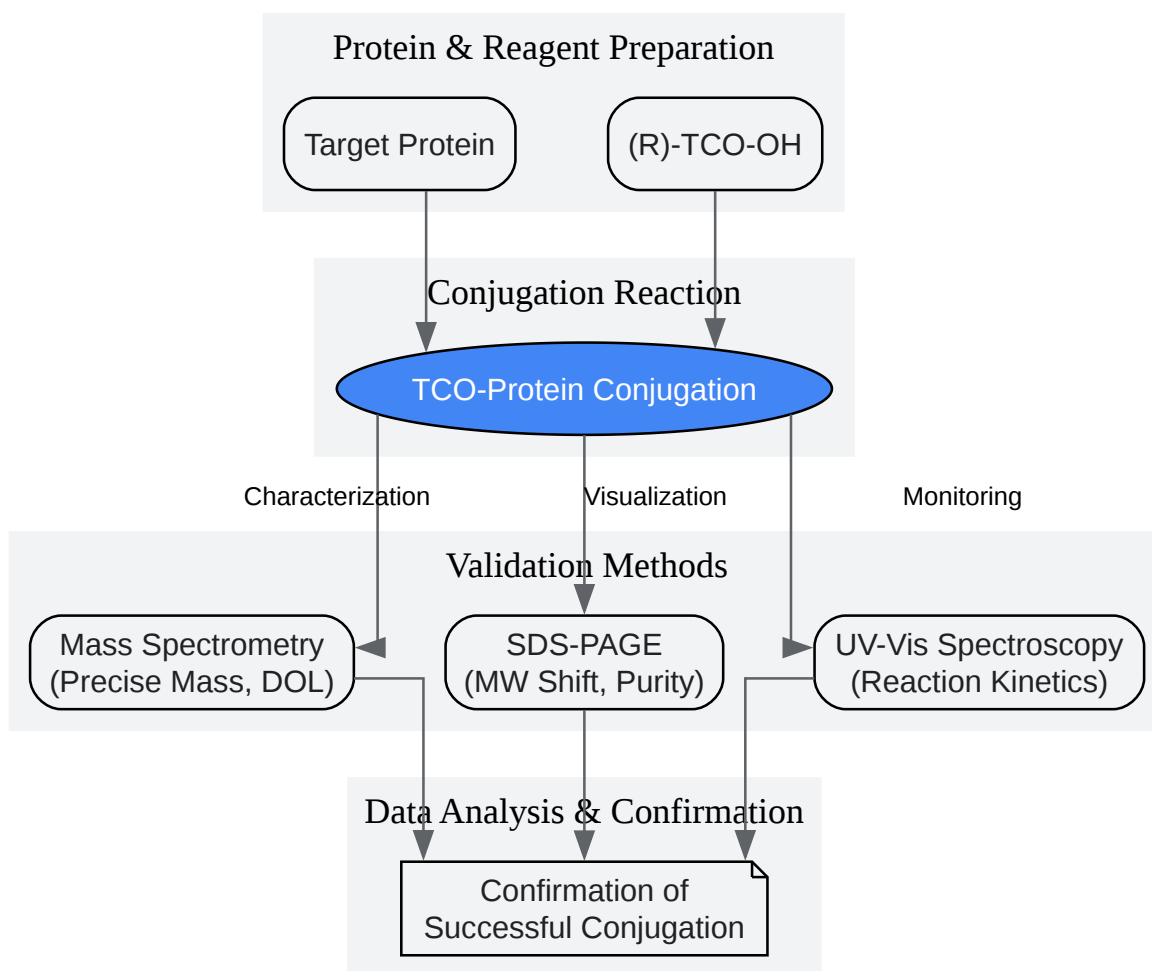 Protein & Reagent Preparation
Target Protein
(R)-TCO-OH
Conjugation Reaction
TCO-Protein Conjugation
Characterization
Visualization
Monitoring
Validation Methods
Mass Spectrometry
(Precise Mass, DOL)
SDS-PAGE
(MW Shift, Purity)
UV-Vis Spectroscopy
(Reaction Kinetics)
Data Analysis & Confirmation
Confirmation of
Successful Conjugation